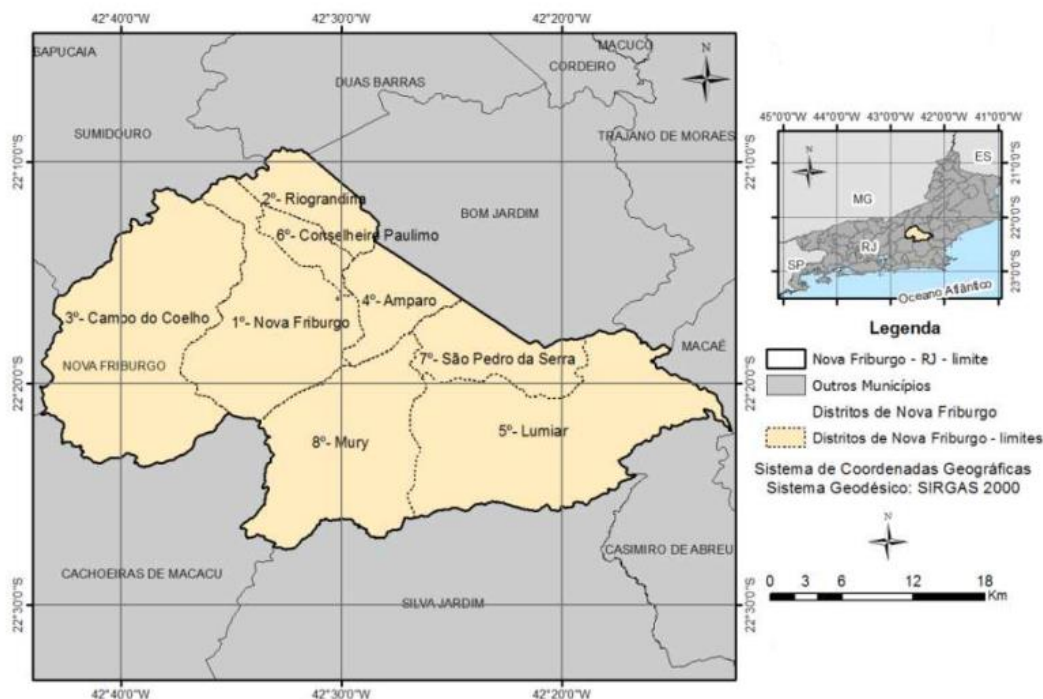 42°40'0"W 42°30'0"W 42°20'0"W
SAPUCAIA
MACUCO
CORDEIRO
DUAS BARRAS
N
SUMIDOURO
TRAJANO DE MORAES
22°10'0"S 22°10'0"S
2º- Riograndina
BOM JARDIM
6º- Conselheire Paulimo
4º- Amparo
3º- Campo do Coelho
1º- Nova Friburgo
MACAÉ
NOVA FRIBURGO
7º- São Pedro da Serra
22°20'0"S 22°20'0"S
5º- Lumiar
8º- Mury
CASIMIRO DE ABREU
CACHOEIRAS DE MACACU
SILVA JARDIM
22°30'0"S 22°30'0"S
42°40'0"W 42°30'0"W 42°20'0"W
45°0'0"W 44°0'0"W 43°0'0"W 42°0'0"W 41°0'0"W
N
ES
21°0'0"S
MG
22°0'0"S
RJ
SP
23°0'0"S
Oceano Atlântico
Legenda
Nova Friburgo - RJ - limite
Outros Municípios
Distritos de Nova Friburgo
Distritos de Nova Friburgo - limites
Sistema de Coordenadas Geográficas
Sistema Geodésico: SIRGAS 2000
N
0 3 6 12 18
Km